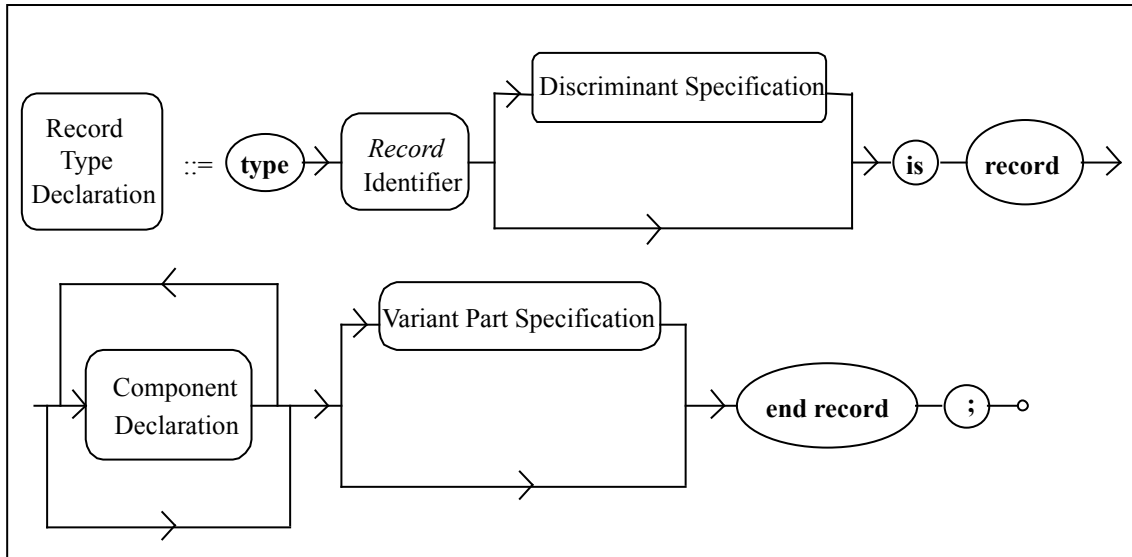 Record
Type
Declaration
::=
type
Record
Identifier
Discriminant Specification
is
record
Component
Declaration
Variant Part Specification
end record
;